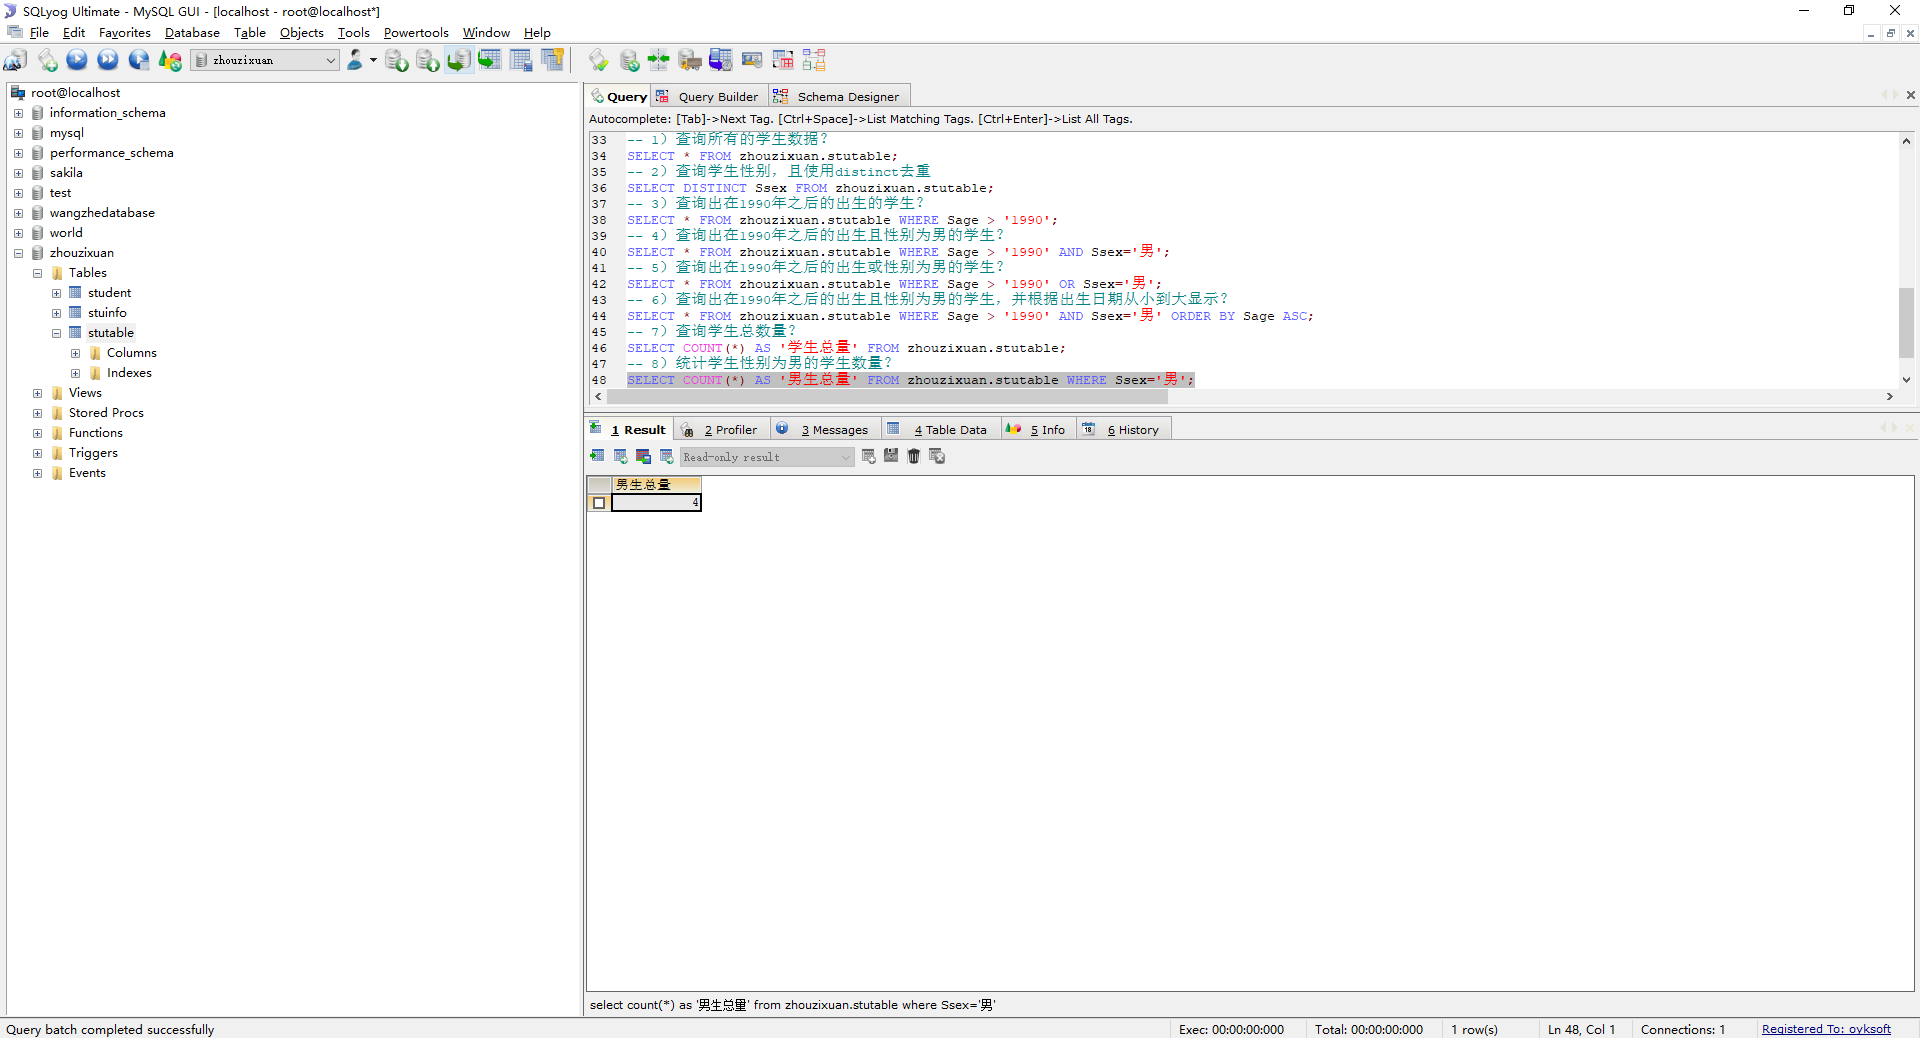 SQLyog Ultimate - MySQL GUI - [localhost - root@localhost*]
File Edit Favorites Database Table Objects Tools Powertools Window Help
zhouzixuan
root@localhost
information_schema
mysql
performance_schema
sakila
test
wangzhedatabase
world
zhouzixuan
Tables
student
stuinfo
stutable
Columns
Indexes
Views
Stored Procs
Functions
Triggers
Events
Query Query Builder Schema Designer
Autocomplete: [Tab]->Next Tag. [Ctrl+Space]->List Matching Tags. [Ctrl+Enter]->List All Tags.
33 -- 1）查询所有的学生数据？
34 SELECT * FROM zhouzixuan.stutable;
35 -- 2）查询学生性别，且使用distinct去重
36 SELECT DISTINCT Ssex FROM zhouzixuan.stutable;
37 -- 3）查询出在1990年之后的出生的学生？
38 SELECT * FROM zhouzixuan.stutable WHERE Sage > '1990';
39 -- 4）查询出在1990年之后的出生且性别为男的学生？
40 SELECT * FROM zhouzixuan.stutable WHERE Sage > '1990' AND Ssex='男';
41 -- 5）查询出在1990年之后的出生或性别为男的学生？
42 SELECT * FROM zhouzixuan.stutable WHERE Sage > '1990' OR Ssex='男';
43 -- 6）查询出在1990年之后的出生且性别为男的学生，并根据出生日期从小到大显示？
44 SELECT * FROM zhouzixuan.stutable WHERE Sage > '1990' AND Ssex='男' ORDER BY Sage ASC;
45 -- 7）查询学生总数量？
46 SELECT COUNT(*) AS '学生总量' FROM zhouzixuan.stutable;
47 -- 8）统计学生性别为男的学生数量？
48 SELECT COUNT(*) AS '男生总量' FROM zhouzixuan.stutable WHERE Ssex='男';
1 Result 2 Profiler 3 Messages 4 Table Data 5 Info 6 History
Read-only result
男生总量
4
select count(*) as '男生总量' from zhouzixuan.stutable where Ssex='男'
Query batch completed successfully Exec: 00:00:00:000 Total: 00:00:00:000 1 row(s) Ln 48, Col 1 Connections: 1 Registered To: ovksoft